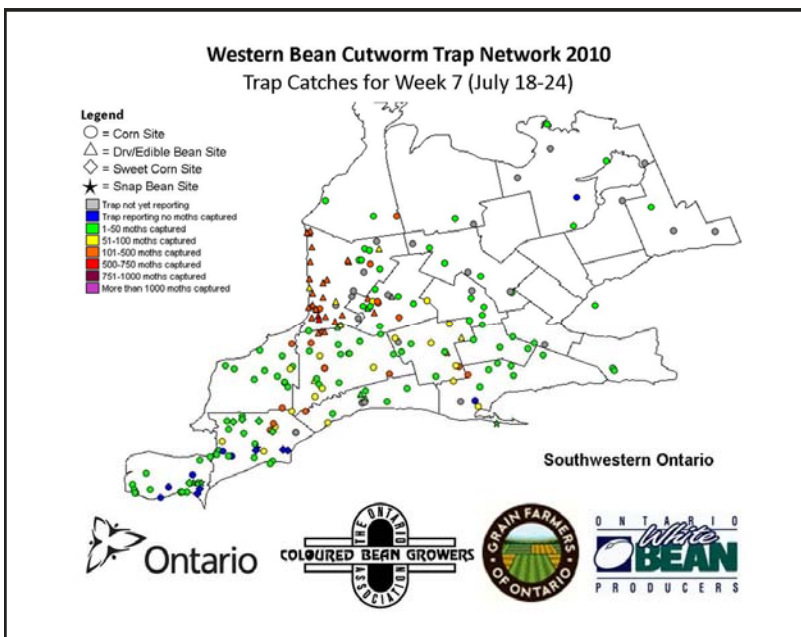 Western Bean Cutworm Trap Network 2010
Trap Catches for Week 7 (July 18-24)
Legend
= Corn Site
= Drv/Edible Bean Site
= Sweet Corn Site
= Snap Bean Site
Trap not yet reporting
Trap reporting no moths captured
1-50 moths captured
51-100 moths captured
101-500 moths captured
500-750 moths captured
751-1000 moths captured
More than 1000 moths captured
Southwestern Ontario
Ontario
THE ONTARIO
COLOURED BEAN GROWERS
ASSOCIATION
GRAIN FARMERS
OF ONTARIO
ONTARIO
White
BEAN
PRODUCERS